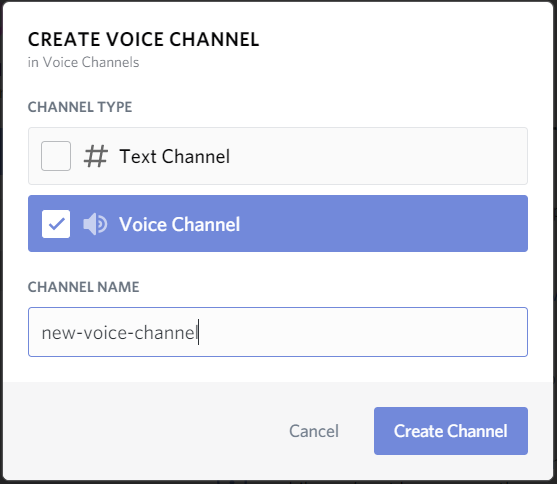 CREATE VOICE CHANNEL
in Voice Channels
CHANNEL TYPE
# Text Channel
Voice Channel
CHANNEL NAME
new-voice-channel
Cancel
Create Channel